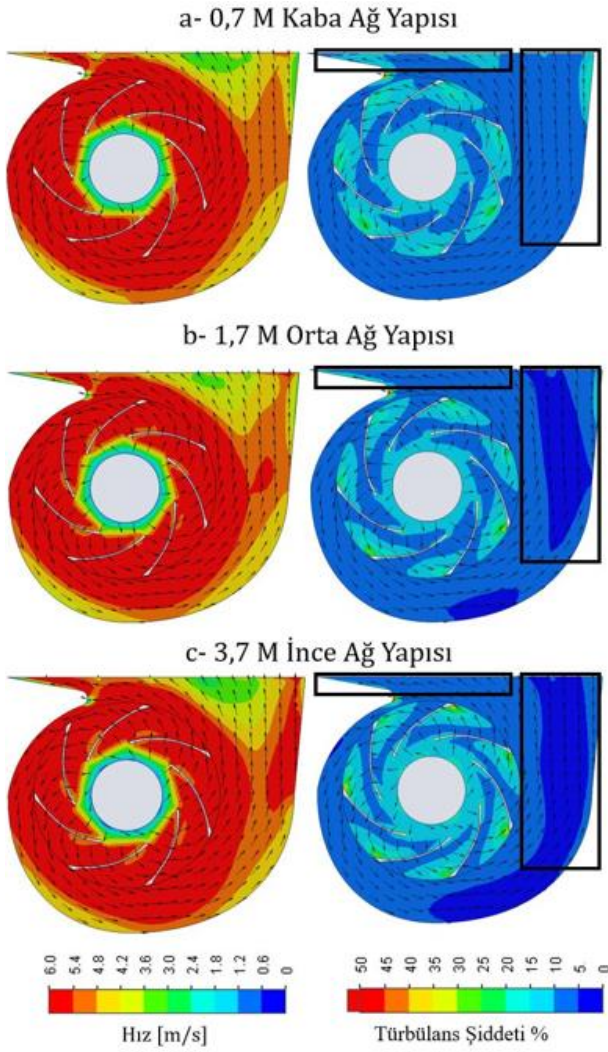 a- 0,7 M Kaba Ağ Yapısı
b- 1,7 M Orta Ağ Yapısı
c- 3,7 M İnce Ağ Yapısı
6.0 5.4 4.8 4.2 3.6 3.0 2.4 1.8 1.2 0.6 0
Hız [m/s]
50 45 40 35 30 25 20 15 10 5 0
Türbülans Şiddeti %